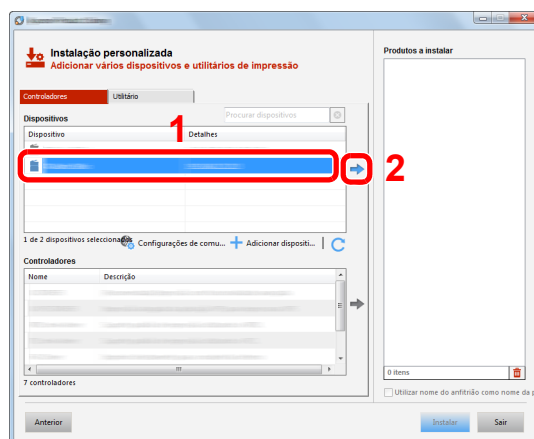 Instalação personalizada
Adicionar vários dispositivos e utilitários de impressão
Produtos a instalar
Controladores
Utilitário
Dispositivos
Procurar dispositivos
1
Dispositivo
Detalhes
2
1 de 2 dispositivos seleccionados
Configurações de comu...
Adicionar dispositi...
Controladores
Nome
Descrição
7 controladores
0 itens
Utilizar nome do anfitrião como nome da p
Anterior
Instalar
Sair